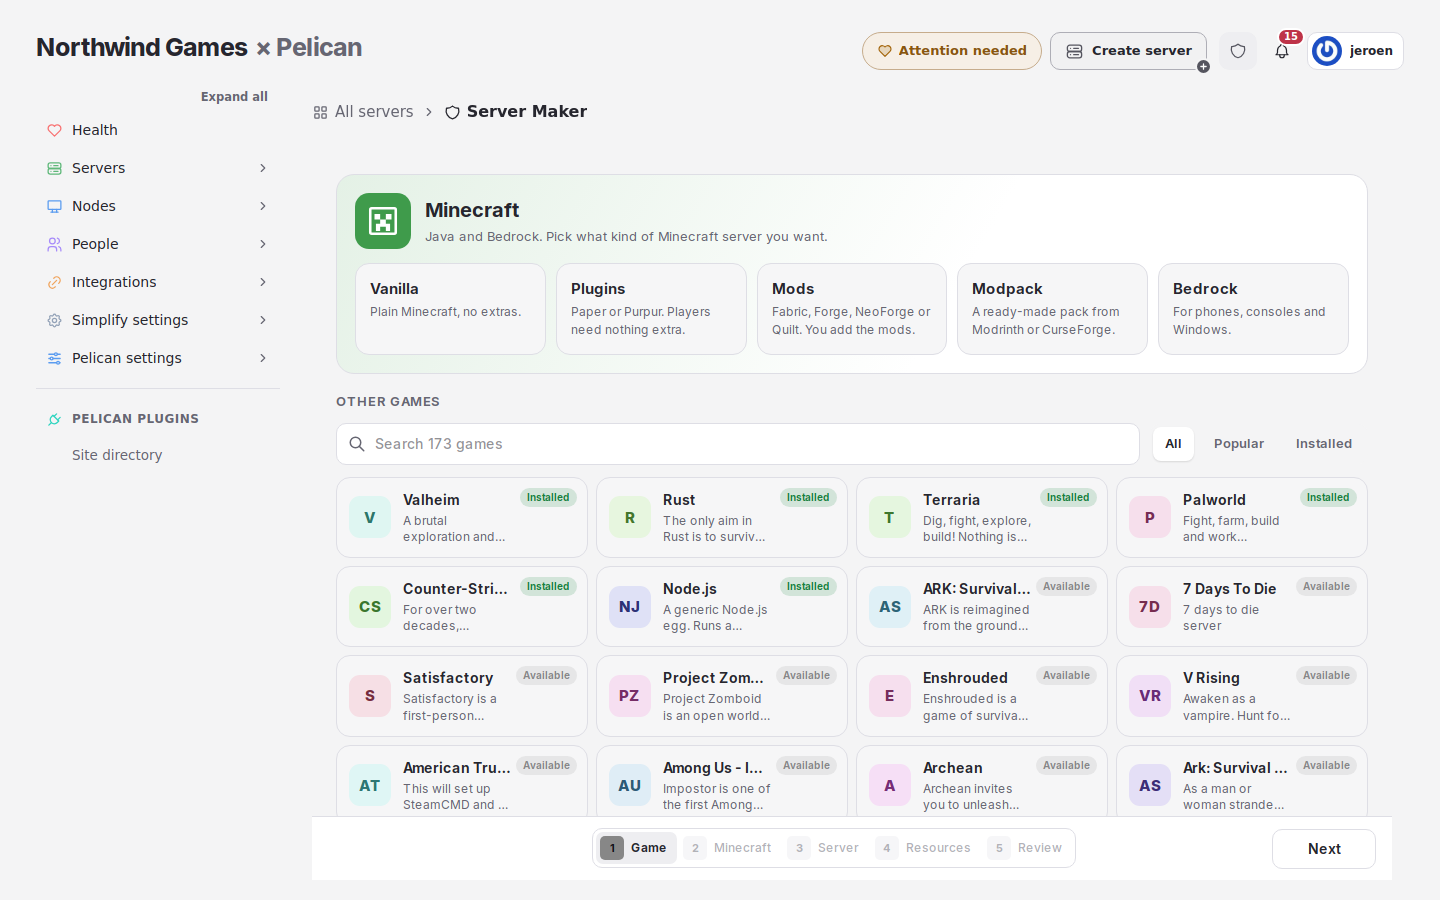 Northwind Games × Pelican
Attention needed
Create server
15
jeroen
Expand all
Health
Servers
Nodes
People
Integrations
Simplify settings
Pelican settings
PELICAN PLUGINS
Site directory
All servers
Server Maker
Minecraft
Java and Bedrock. Pick what kind of Minecraft server you want.
Vanilla
Plain Minecraft, no extras.
Plugins
Paper or Purpur. Players
need nothing extra.
Mods
Fabric, Forge, NeoForge or
Quilt. You add the mods.
Modpack
A ready-made pack from
Modrinth or CurseForge.
Bedrock
For phones, consoles and
Windows.
OTHER GAMES
Search 173 games
All
Popular
Installed
V
Valheim
Installed
A brutal
exploration and...
R
Rust
Installed
The only aim in
Rust is to surviv...
T
Terraria
Installed
Dig, fight, explore,
build! Nothing is...
P
Palworld
Installed
Fight, farm, build
and work...
CS
Counter-Stri...
Installed
For over two
decades,...
NJ
Node.js
Installed
A generic Node.js
egg. Runs a...
AS
ARK: Survival...
Available
ARK is reimagined
from the ground...
7D
7 Days To Die
Available
7 days to die
server
S
Satisfactory
Available
Satisfactory is a
first-person...
PZ
Project Zom...
Available
Project Zomboid
is an open world...
E
Enshrouded
Available
Enshrouded is a
game of surviva...
VR
V Rising
Available
Awaken as a
vampire. Hunt fo...
AT
American Tru...
Available
This will set up
SteamCMD and ...
AU
Among Us - I...
Available
Impostor is one of
the first Among...
A
Archean
Available
Archean invites
you to unleash...
AS
Ark: Survival ...
Available
As a man or
woman strande...
1 Game
2 Minecraft
3 Server
4 Resources
5 Review
Next